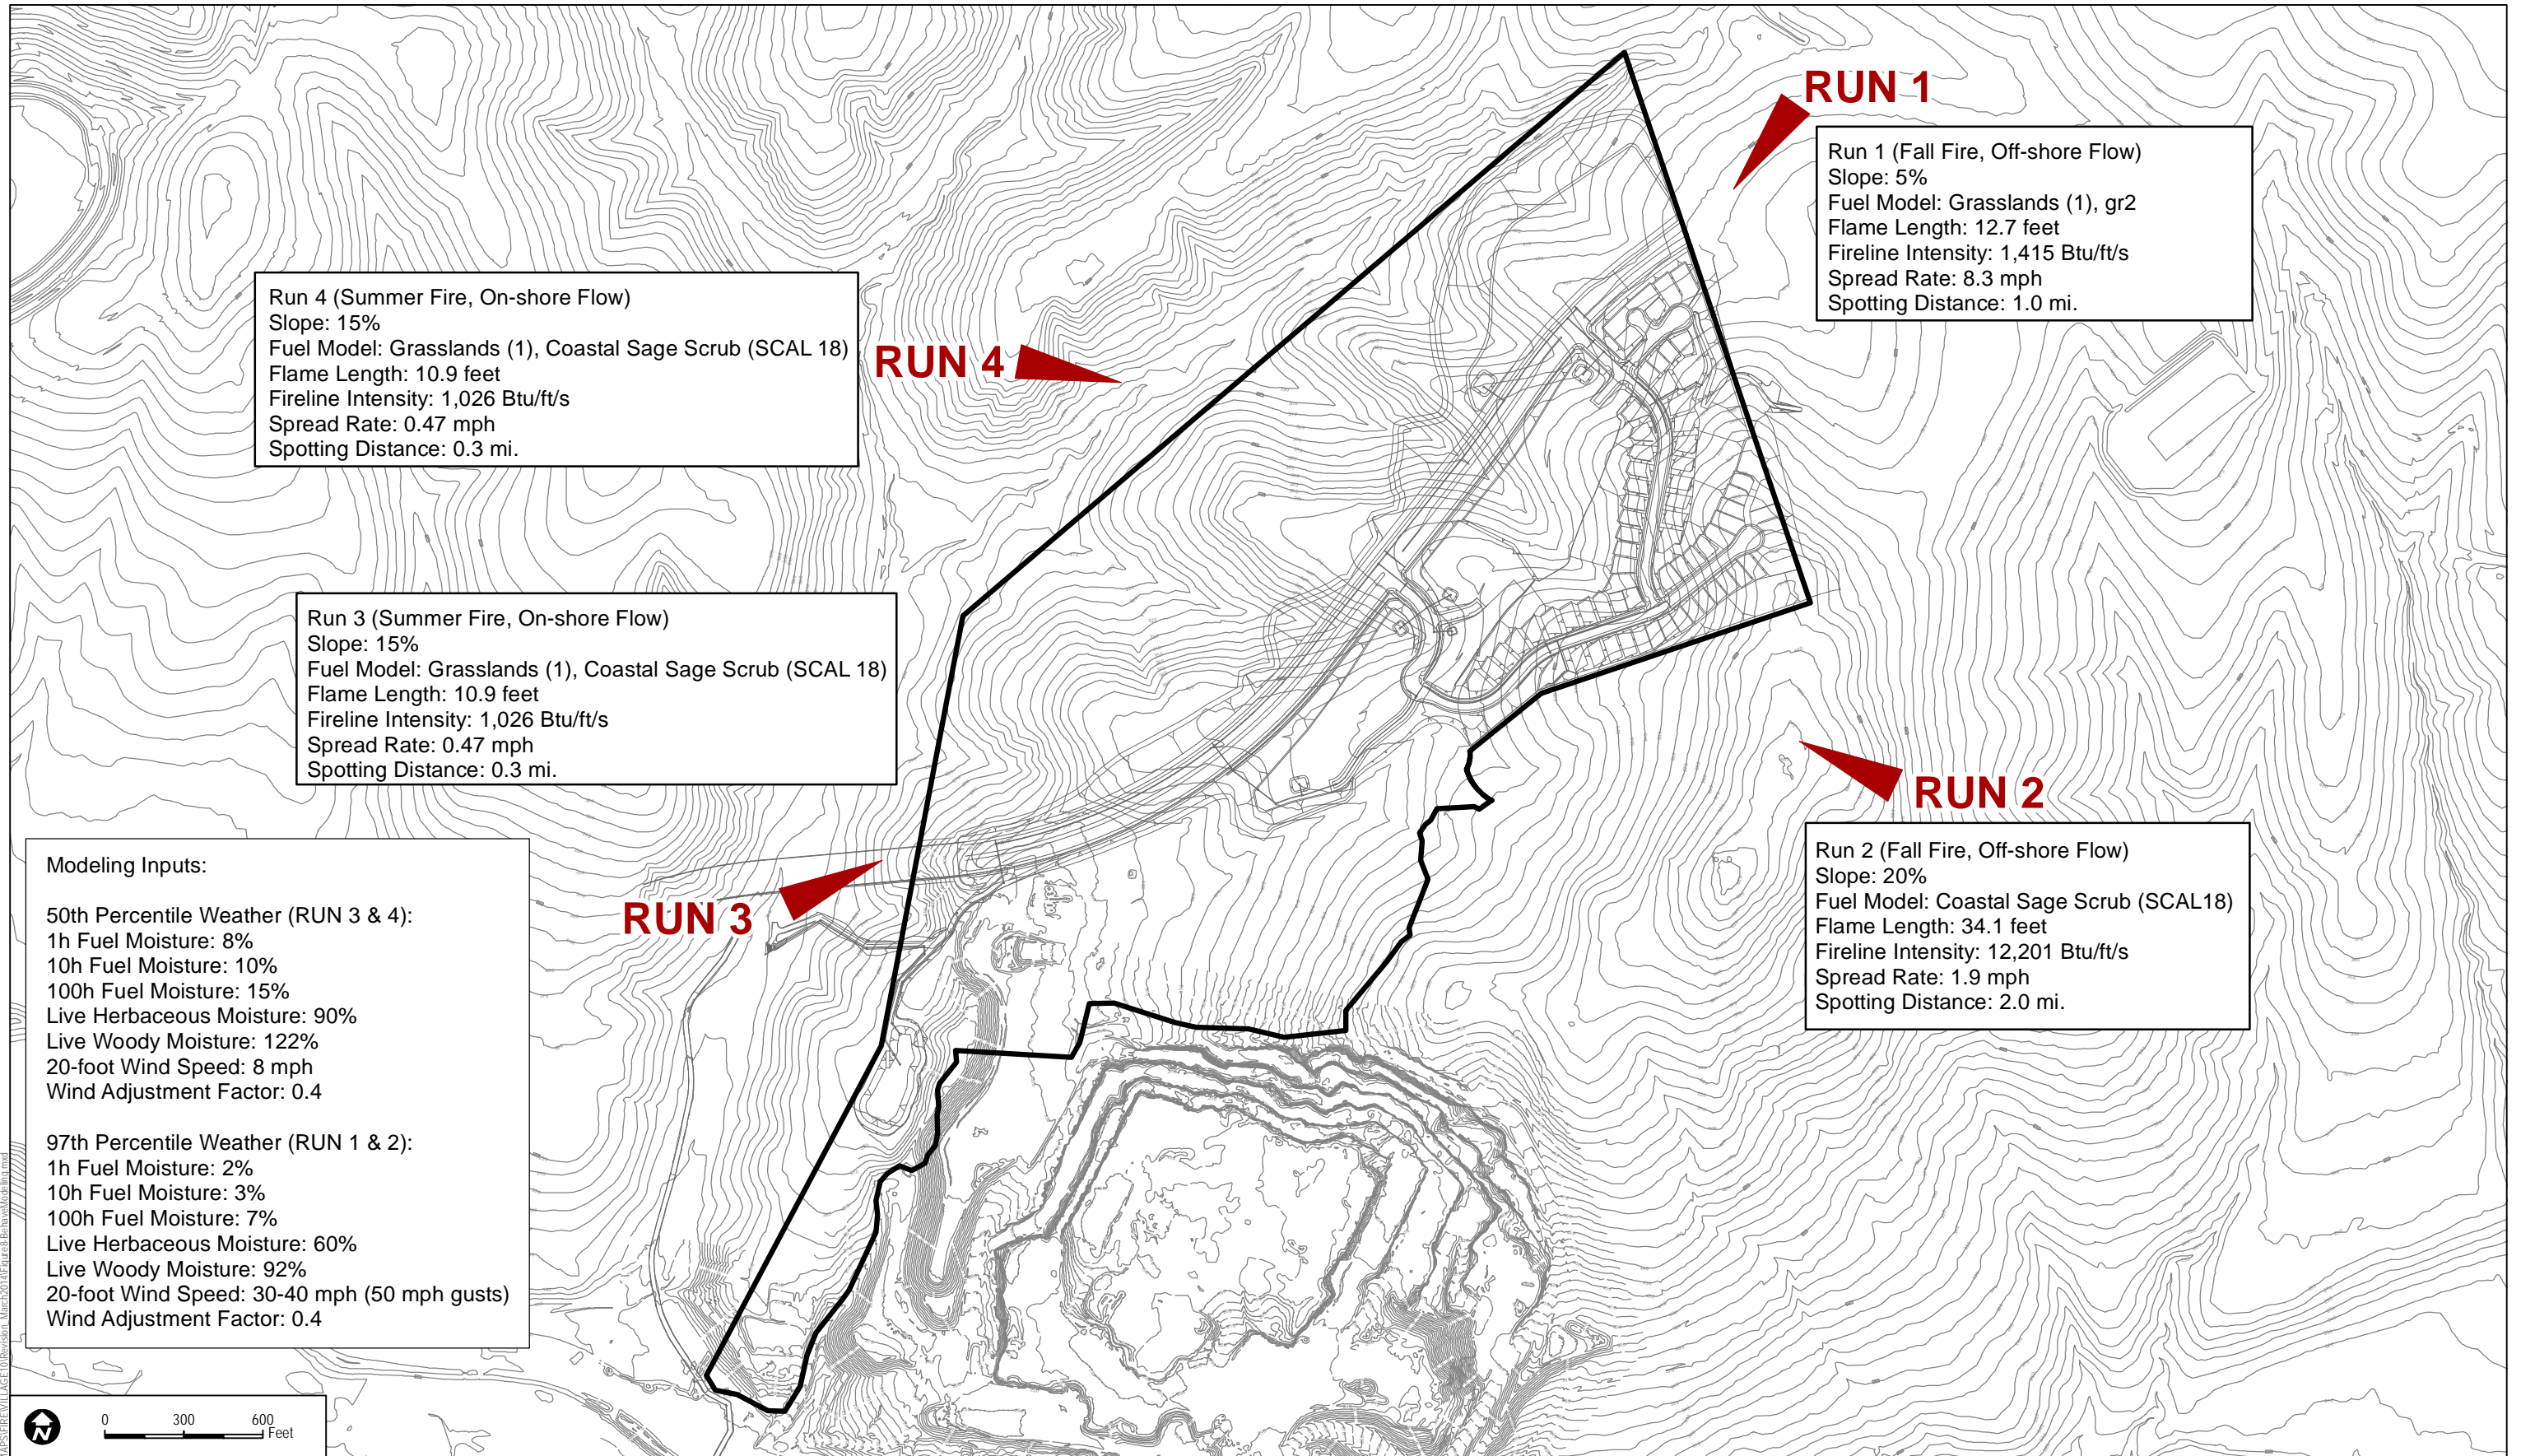 RUN 1
Run 1 (Fall Fire, Off-shore Flow)
Slope: 5%
Fuel Model: Grasslands (1), gr2
Flame Length: 12.7 feet
Fireline Intensity: 1,415 Btu/ft/s
Spread Rate: 8.3 mph
Spotting Distance: 1.0 mi.
Run 4 (Summer Fire, On-shore Flow)
Slope: 15%
Fuel Model: Grasslands (1), Coastal Sage Scrub (SCAL 18)
Flame Length: 10.9 feet
Fireline Intensity: 1,026 Btu/ft/s
Spread Rate: 0.47 mph
Spotting Distance: 0.3 mi.
RUN 4
Run 3 (Summer Fire, On-shore Flow)
Slope: 15%
Fuel Model: Grasslands (1), Coastal Sage Scrub (SCAL 18)
Flame Length: 10.9 feet
Fireline Intensity: 1,026 Btu/ft/s
Spread Rate: 0.47 mph
Spotting Distance: 0.3 mi.
RUN 3
RUN 2
Run 2 (Fall Fire, Off-shore Flow)
Slope: 20%
Fuel Model: Coastal Sage Scrub (SCAL18)
Flame Length: 34.1 feet
Fireline Intensity: 12,201 Btu/ft/s
Spread Rate: 1.9 mph
Spotting Distance: 2.0 mi.
Modeling Inputs:
50th Percentile Weather (RUN 3 & 4):
1h Fuel Moisture: 8%
10h Fuel Moisture: 10%
100h Fuel Moisture: 15%
Live Herbaceous Moisture: 90%
Live Woody Moisture: 122%
20-foot Wind Speed: 8 mph
Wind Adjustment Factor: 0.4
97th Percentile Weather (RUN 1 & 2):
1h Fuel Moisture: 2%
10h Fuel Moisture: 3%
100h Fuel Moisture: 7%
Live Herbaceous Moisture: 60%
Live Woody Moisture: 92%
20-foot Wind Speed: 30-40 mph (50 mph gusts)
Wind Adjustment Factor: 0.4
N
0 300 600
Feet